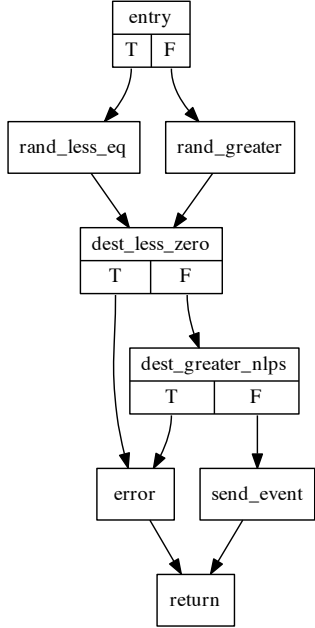 entry
T F
rand_less_eq rand_greater
dest_less_zero
T F
dest_greater_nlps
T F
error send_event
return